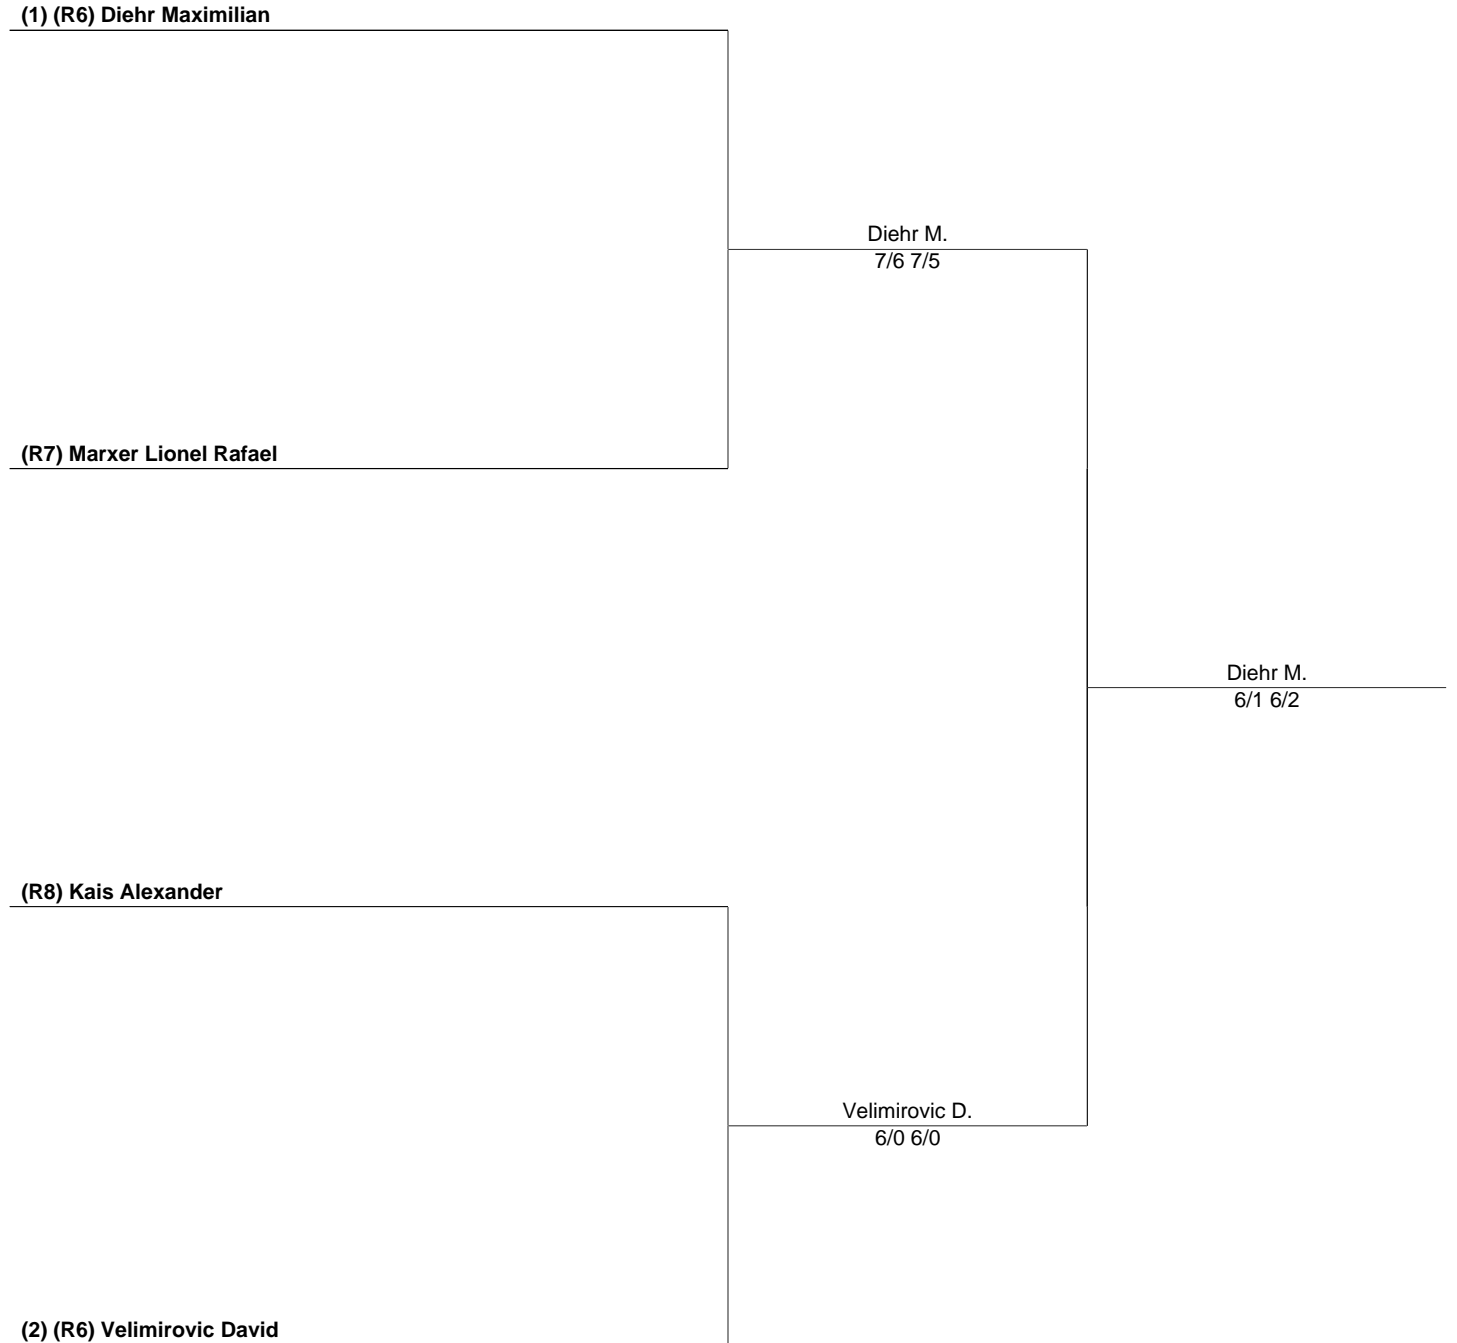 (1) (R6) Diehr Maximilian
Diehr M.
7/6 7/5
(R7) Marxer Lionel Rafael
Diehr M.
6/1 6/2
(R8) Kais Alexander
Velimirovic D.
6/0 6/0
(2) (R6) Velimirovic David